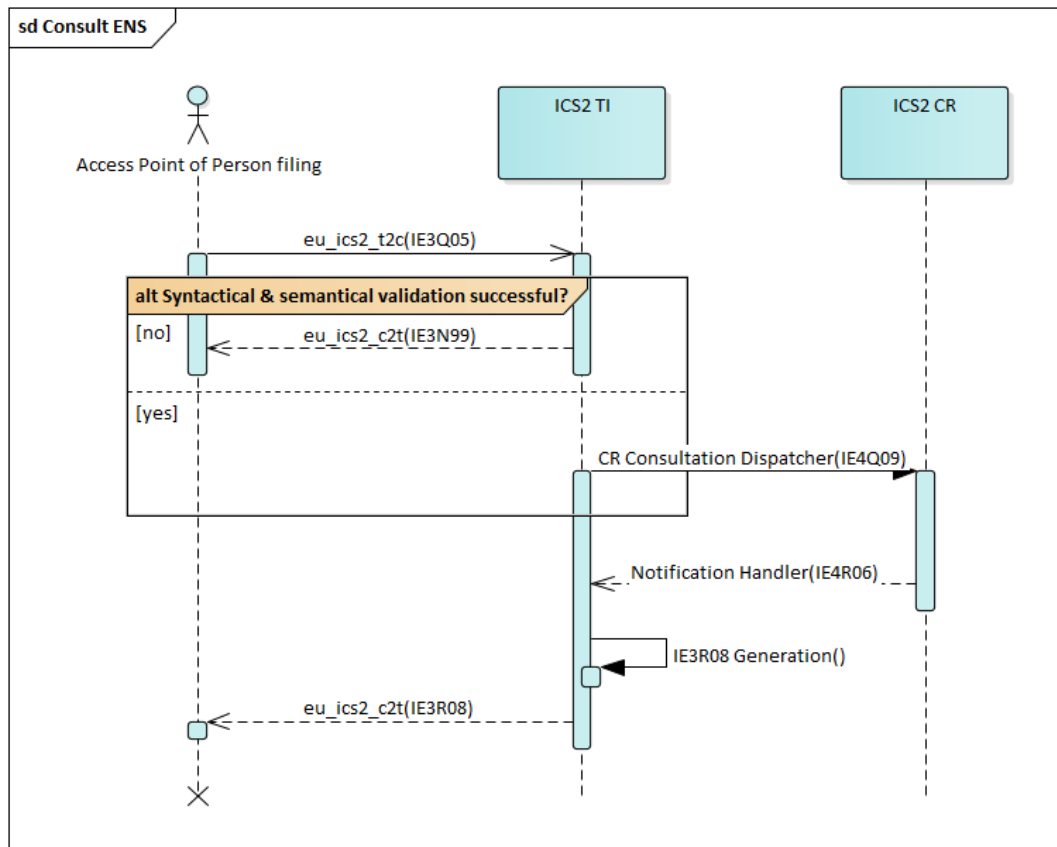 sd Consult ENS
ICS2 TI
ICS2 CR
Access Point of Person filing
eu_ics2_t2c(IE3Q05)
alt Syntactical & semantical validation successful?
[no]
eu_ics2_c2t(IE3N99)
[yes]
CR Consultation Dispatcher(IE4Q09)
Notification Handler(IE4R06)
IE3R08 Generation()
eu_ics2_c2t(IE3R08)